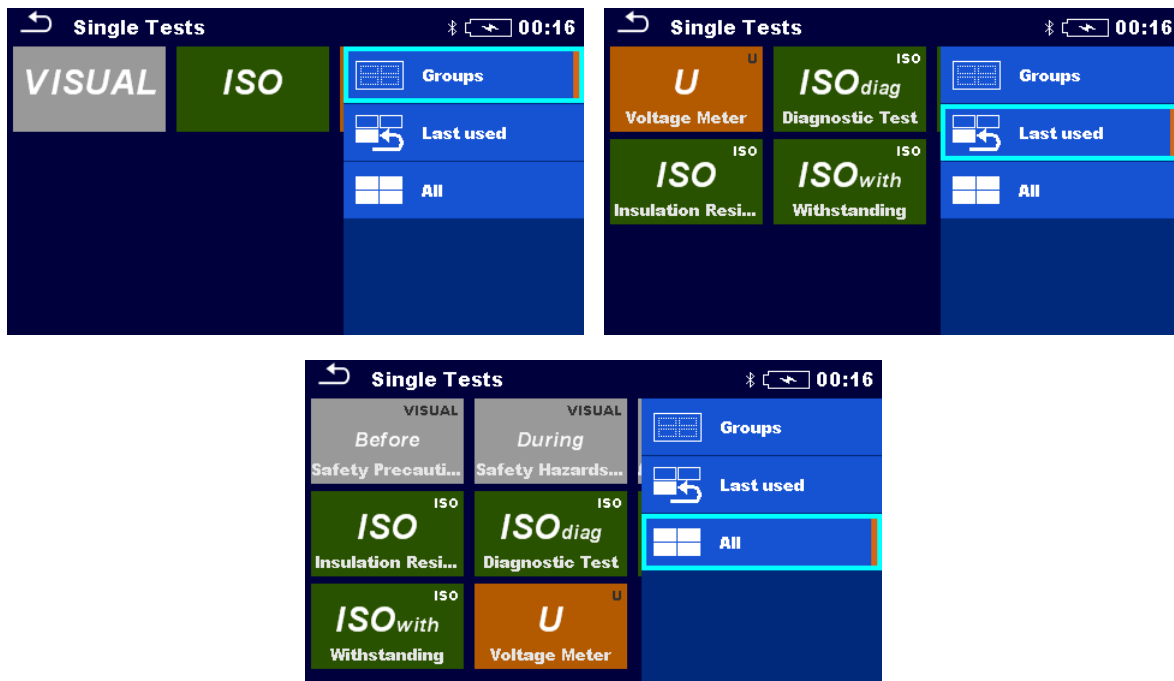 Single Tests 00:16
VISUAL
ISO
Groups
Last used
All
Single Tests 00:16
U
U
Voltage Meter
ISO
ISOdiag
Diagnostic Test
ISO
ISO
Insulation Resi...
ISO
ISOwith
Withstanding
Groups
Last used
All
Single Tests 00:16
VISUAL
Before
Safety Precauti...
VISUAL
During
Safety Hazards...
ISO
ISO
Insulation Resi...
ISO
ISOdiag
Diagnostic Test
ISO
ISOwith
Withstanding
U
U
Voltage Meter
Groups
Last used
All